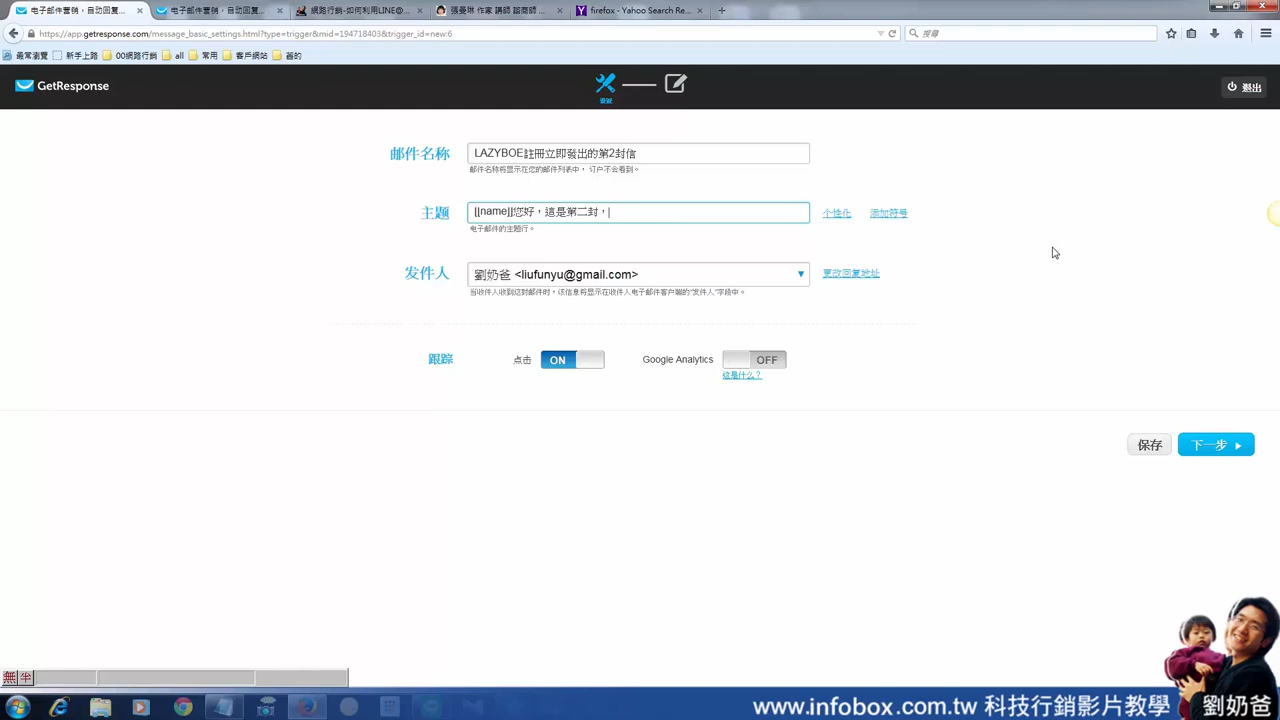 电子邮件营销，自动回复...
电子邮件营销，自动回复...
網路行銷-如何利用LINE@...
張曼琳 作家 講師 諮商師 ...
firefox - Yahoo Search Re...
https://app.getresponse.com/message_basic_settings.html?type=trigger&mid=194718403&trigger_id=new:6
搜尋
最常瀏覽
新手上路
00網路行銷
all
常用
客戶網站
舊的
GetResponse
设置
退出
邮件名称
LAZYBOE註冊立即發出的第2封信
邮件名称将显示在您的邮件列表中， 订户不会看到。
主题
[[name]]您好，這是第二封，
个性化
添加符号
电子邮件的主题行。
发件人
劉奶爸 <liufunyu@gmail.com>
更改回复地址
当收件人收到这封邮件时，该信息将显示在收件人电子邮件客户端的"发件人"字段中。
跟踪
点击
ON
Google Analytics
OFF
这是什么？
保存
下一步
無 半
www.infobox.com.tw 科技行銷影片教學
劉奶爸